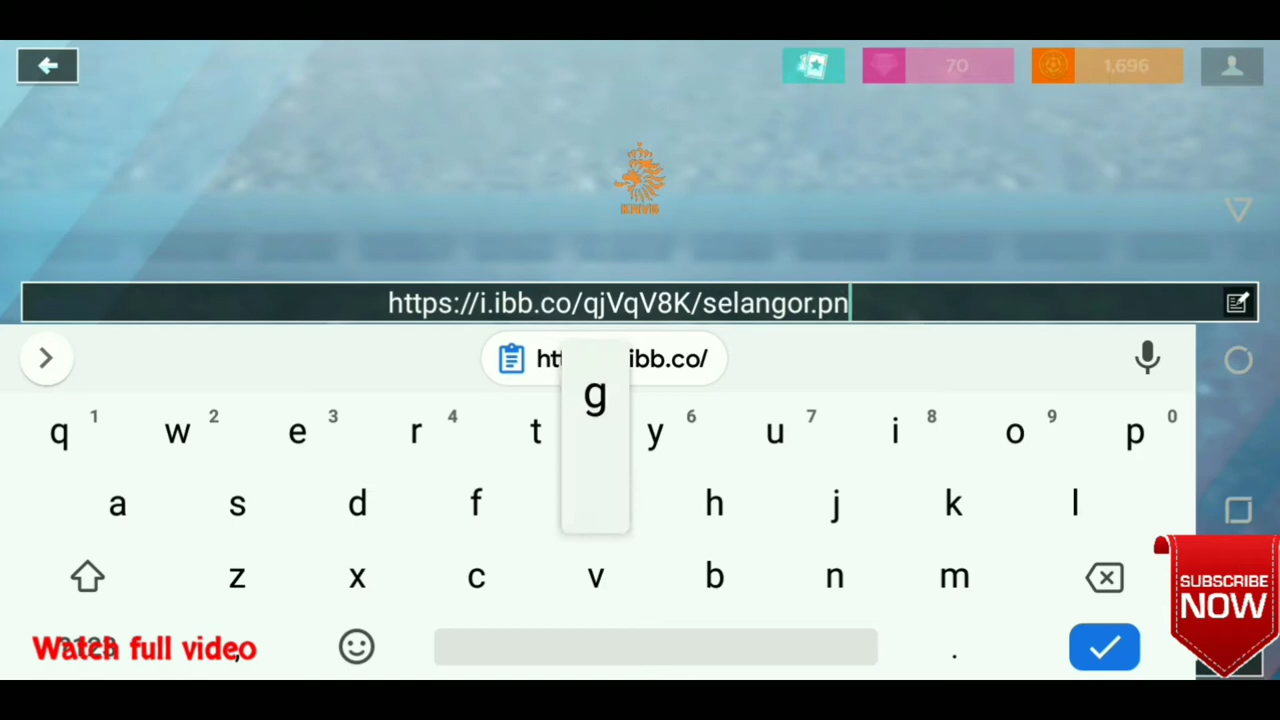 70
1,696
KNVB
https://i.ibb.co/qjVqV8K/selangor.pn
ibb.co/
g
q 1 w 2 e 3 r 4 t y 6 u 7 i 8 o 9 p 0
a s d f h j k l
z x c v b n m
SUBSCRIBE
NOW
Watch full video , .